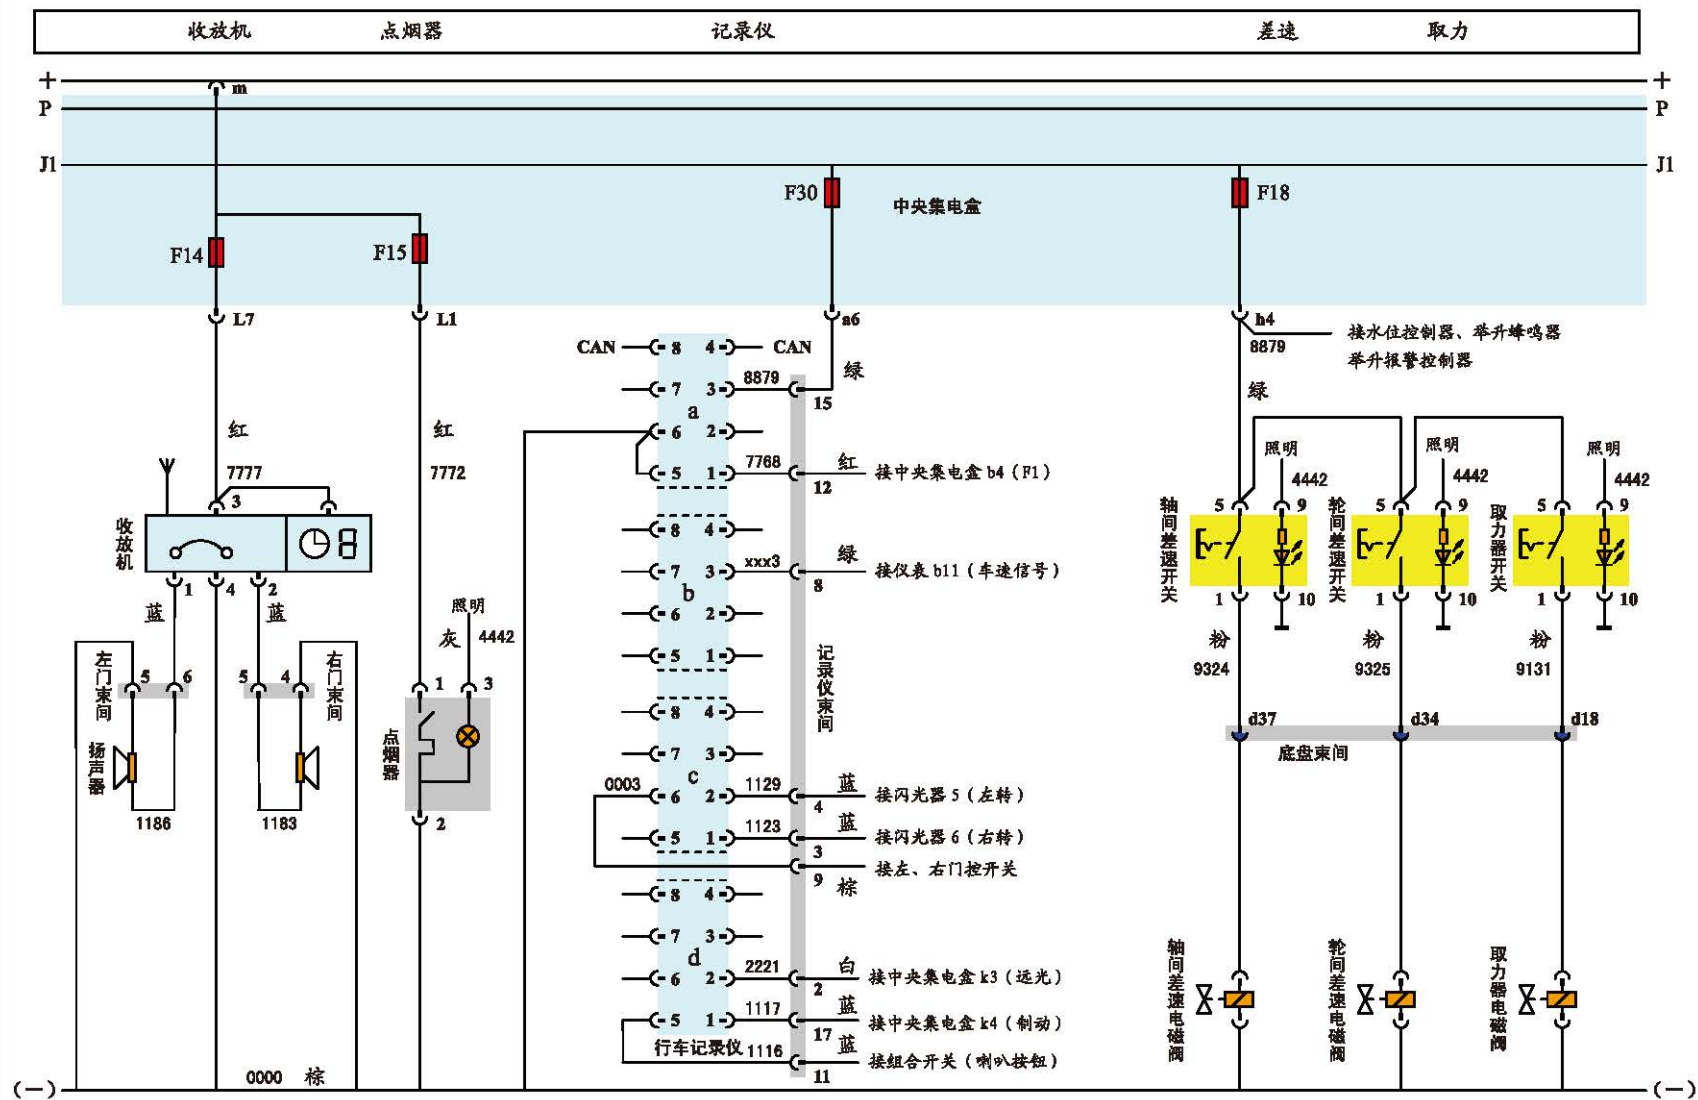 收放机 点烟器 记录仪 差速 取力
+ m +
P P
J1 J1
F30 中央集电盒 F18
F14 F15
L7 L1 a6 h4
接水位控制器、举升蜂鸣器
8879
举升报警控制器
CAN 8 4 CAN
7 3 8879 绿
15
绿
a
红 红
6 2
7777 7772
5 1 7768 红 接中央集电盒 b4（F1）
12
照明 照明 照明
4442 4442 4442
3
收放机
8 4
5 9 5 9 5 9
轴间差速开关 轮间差速开关 取力器开关
7 3 xxx3 绿 接仪表 b11（车速信号）
8
b
1 4 2
蓝 蓝
6 2
1 10 1 10 1 10
照明
灰 4442
5 1
粉 粉 粉
9324 9325 9131
记录仪束间
左门束间 5 6 5 4 右门束间
1 3
8 4
d37 d34 d18
底盘束间
扬声器 点烟器
7 3
c
0003 6 2 1129 蓝 接闪光器 5（左转）
4
1186 1183 2
5 1 1123 蓝 接闪光器 6（右转）
3
接左、右门控开关
9 棕
8 4
7 3
d
6 2 2221 白 接中央集电盒 k3（远光）
2
轴间差速电磁阀 轮间差速电磁阀 取力器电磁阀
5 1 1117 蓝 接中央集电盒 k4（制动）
17
行车记录仪 1116 蓝 接组合开关（喇叭按钮）
11
0000 棕
(−) (−)